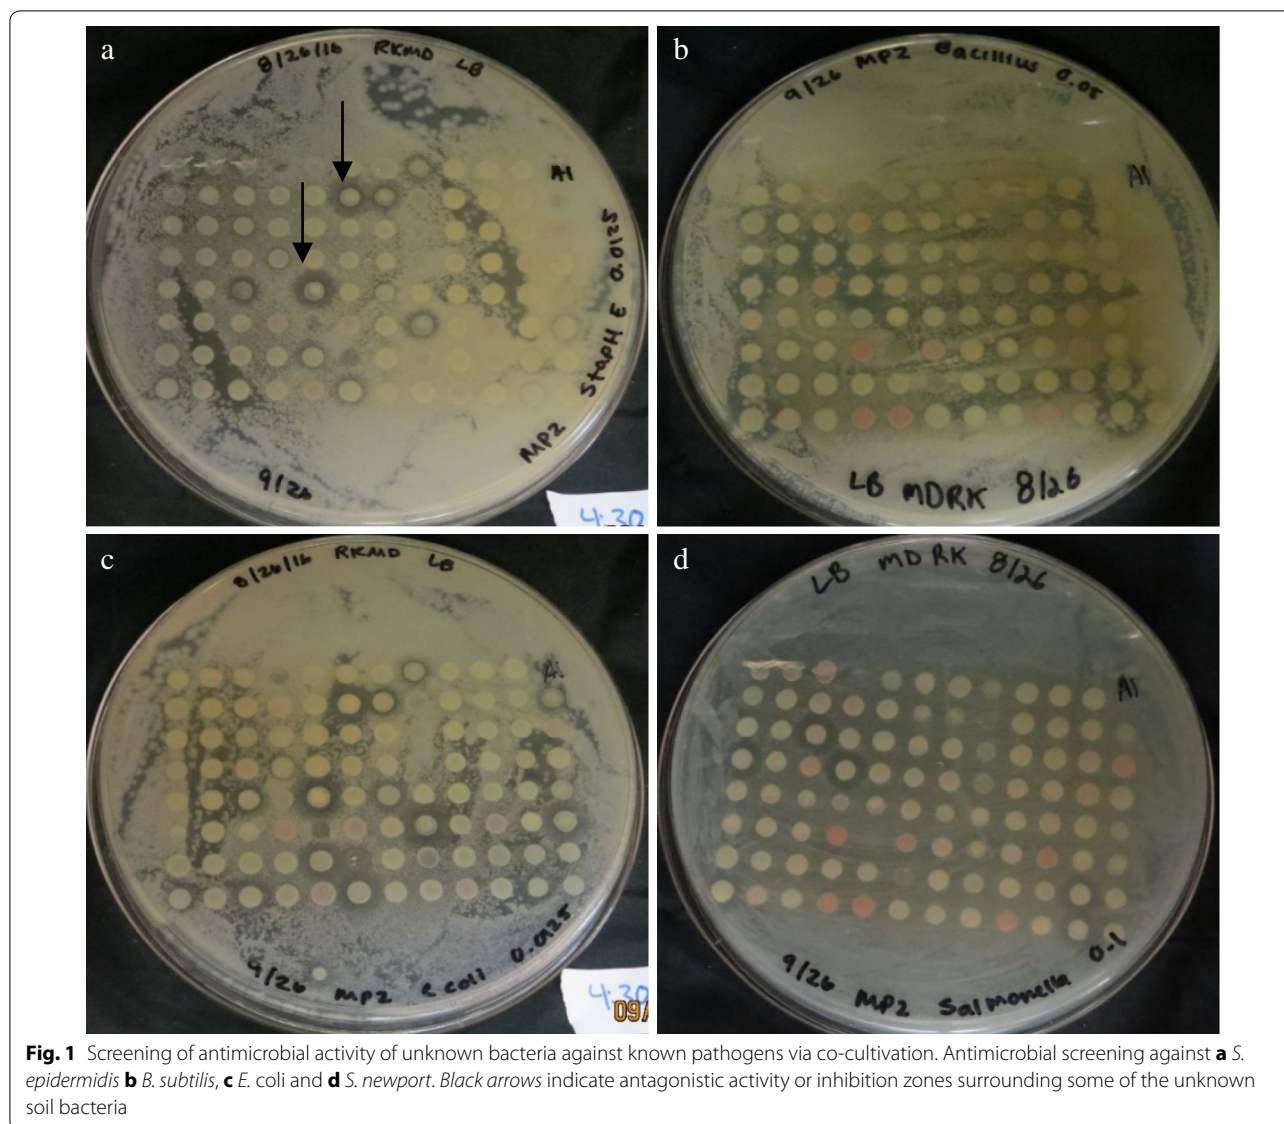 a
8/26/16 RKMD LB
A1
Staph E 0.0125
MP2
9/26
4:30
b
9/26 MP2 Bacillius 0.05
A1
LB MDRK 8/26
c
8/26/16 RKMD LB
A1
9/26 MP2 E coli 0.0125
4:30
09/
d
LB MD RK 8/26
A1
9/26 MP2 Salmonella 0.1
Fig. 1 Screening of antimicrobial activity of unknown bacteria against known pathogens via co-cultivation. Antimicrobial screening against a S.
epidermidis b B. subtilis, c E. coli and d S. newport. Black arrows indicate antagonistic activity or inhibition zones surrounding some of the unknown
soil bacteria